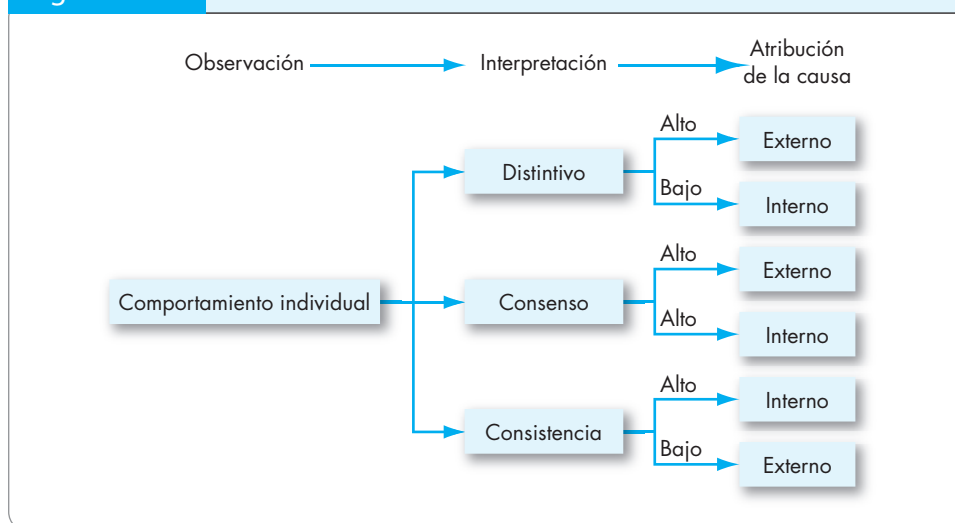 Observación
Interpretación
Atribución
de la causa
Alto
Externo
Distintivo
Bajo
Interno
Alto
Externo
Comportamiento individual
Consenso
Alto
Interno
Alto
Interno
Consistencia
Bajo
Externo